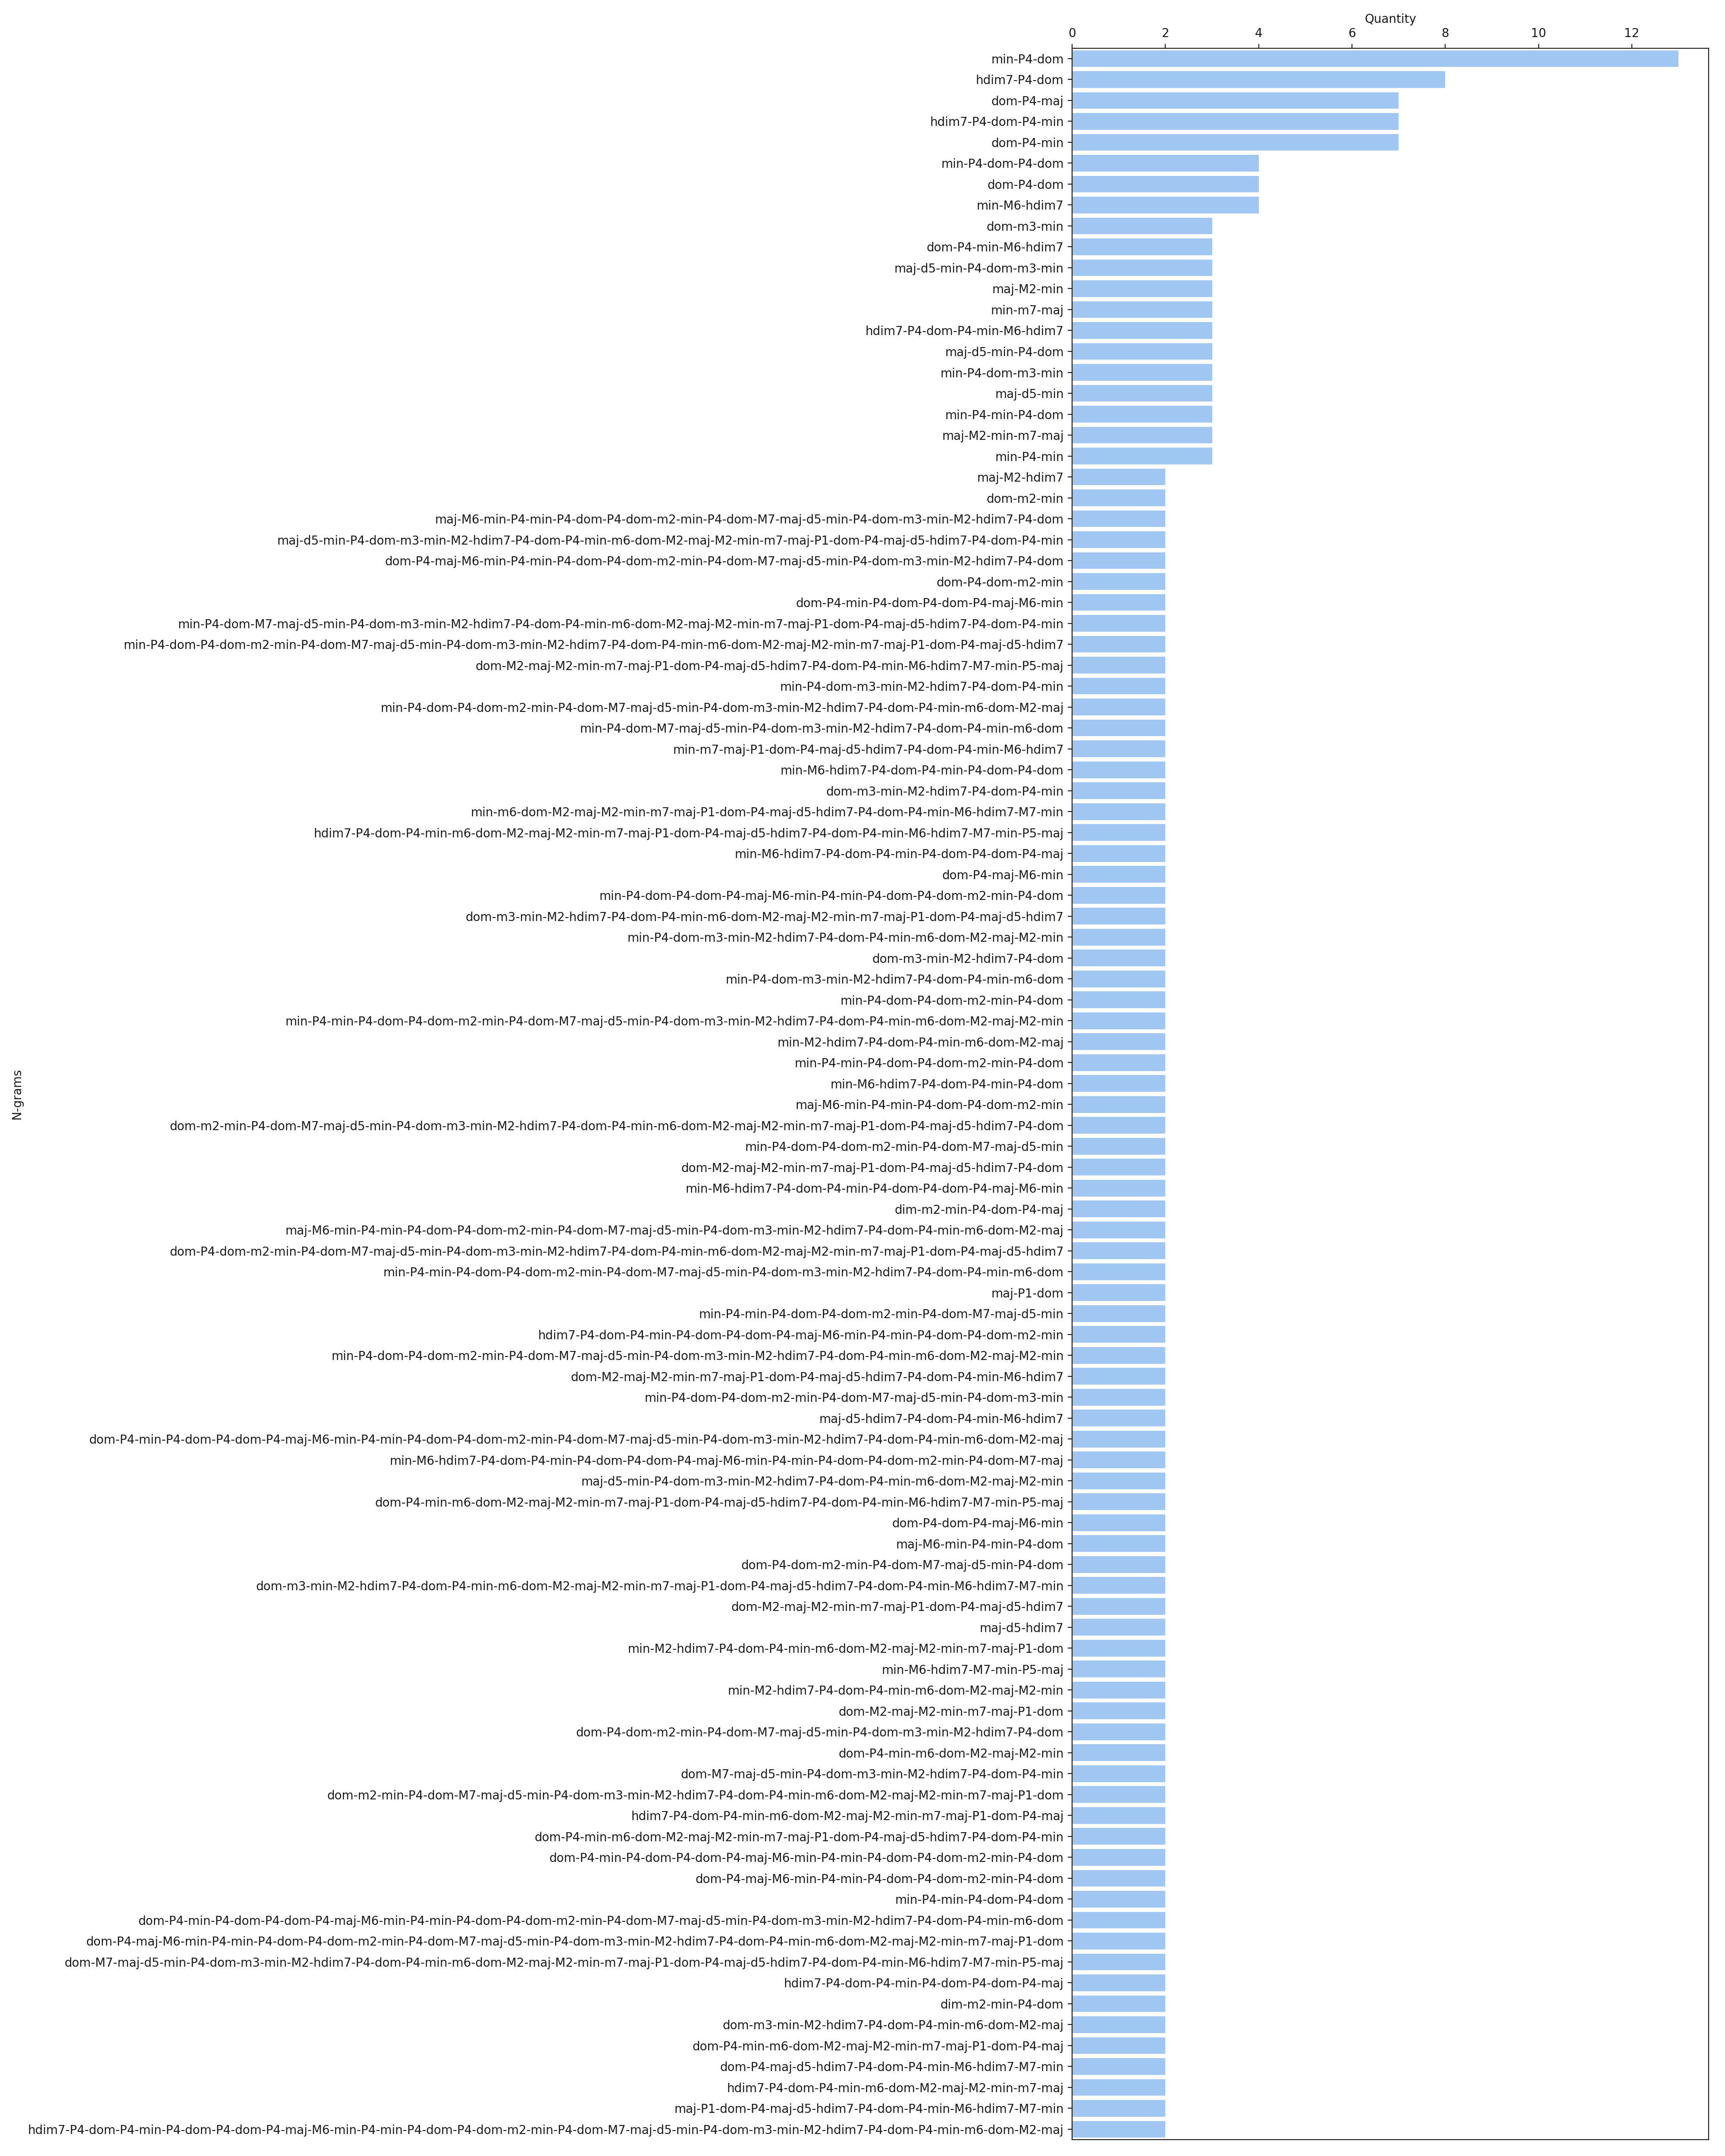 Quantity
0 2 4 6 8 10 12
min-P4-dom
hdim7-P4-dom
dom-P4-maj
hdim7-P4-dom-P4-min
dom-P4-min
min-P4-dom-P4-dom
dom-P4-dom
min-M6-hdim7
dom-m3-min
dom-P4-min-M6-hdim7
maj-d5-min-P4-dom-m3-min
maj-M2-min
min-m7-maj
hdim7-P4-dom-P4-min-M6-hdim7
maj-d5-min-P4-dom
min-P4-dom-m3-min
maj-d5-min
min-P4-min-P4-dom
maj-M2-min-m7-maj
min-P4-min
maj-M2-hdim7
dom-m2-min
maj-M6-min-P4-min-P4-dom-P4-dom-m2-min-P4-dom-M7-maj-d5-min-P4-dom-m3-min-M2-hdim7-P4-dom
maj-d5-min-P4-dom-m3-min-M2-hdim7-P4-dom-P4-min-m6-dom-M2-maj-M2-min-m7-maj-P1-dom-P4-maj-d5-hdim7-P4-dom-P4-min
dom-P4-maj-M6-min-P4-min-P4-dom-P4-dom-m2-min-P4-dom-M7-maj-d5-min-P4-dom-m3-min-M2-hdim7-P4-dom
dom-P4-dom-m2-min
dom-P4-min-P4-dom-P4-dom-P4-maj-M6-min
min-P4-dom-M7-maj-d5-min-P4-dom-m3-min-M2-hdim7-P4-dom-P4-min-m6-dom-M2-maj-M2-min-m7-maj-P1-dom-P4-maj-d5-hdim7-P4-dom-P4-min
min-P4-dom-P4-dom-m2-min-P4-dom-M7-maj-d5-min-P4-dom-m3-min-M2-hdim7-P4-dom-P4-min-m6-dom-M2-maj-M2-min-m7-maj-P1-dom-P4-maj-d5-hdim7
dom-M2-maj-M2-min-m7-maj-P1-dom-P4-maj-d5-hdim7-P4-dom-P4-min-M6-hdim7-M7-min-P5-maj
min-P4-dom-m3-min-M2-hdim7-P4-dom-P4-min
min-P4-dom-P4-dom-m2-min-P4-dom-M7-maj-d5-min-P4-dom-m3-min-M2-hdim7-P4-dom-P4-min-m6-dom-M2-maj
min-P4-dom-M7-maj-d5-min-P4-dom-m3-min-M2-hdim7-P4-dom-P4-min-m6-dom
min-m7-maj-P1-dom-P4-maj-d5-hdim7-P4-dom-P4-min-M6-hdim7
min-M6-hdim7-P4-dom-P4-min-P4-dom-P4-dom
dom-m3-min-M2-hdim7-P4-dom-P4-min
min-m6-dom-M2-maj-M2-min-m7-maj-P1-dom-P4-maj-d5-hdim7-P4-dom-P4-min-M6-hdim7-M7-min
hdim7-P4-dom-P4-min-m6-dom-M2-maj-M2-min-m7-maj-P1-dom-P4-maj-d5-hdim7-P4-dom-P4-min-M6-hdim7-M7-min-P5-maj
min-M6-hdim7-P4-dom-P4-min-P4-dom-P4-dom-P4-maj
dom-P4-maj-M6-min
min-P4-dom-P4-dom-P4-maj-M6-min-P4-min-P4-dom-P4-dom-m2-min-P4-dom
dom-m3-min-M2-hdim7-P4-dom-P4-min-m6-dom-M2-maj-M2-min-m7-maj-P1-dom-P4-maj-d5-hdim7
min-P4-dom-m3-min-M2-hdim7-P4-dom-P4-min-m6-dom-M2-maj-M2-min
dom-m3-min-M2-hdim7-P4-dom
min-P4-dom-m3-min-M2-hdim7-P4-dom-P4-min-m6-dom
min-P4-dom-P4-dom-m2-min-P4-dom
min-P4-min-P4-dom-P4-dom-m2-min-P4-dom-M7-maj-d5-min-P4-dom-m3-min-M2-hdim7-P4-dom-P4-min-m6-dom-M2-maj-M2-min
min-M2-hdim7-P4-dom-P4-min-m6-dom-M2-maj
min-P4-min-P4-dom-P4-dom-m2-min-P4-dom
min-M6-hdim7-P4-dom-P4-min-P4-dom
maj-M6-min-P4-min-P4-dom-P4-dom-m2-min
dom-m2-min-P4-dom-M7-maj-d5-min-P4-dom-m3-min-M2-hdim7-P4-dom-P4-min-m6-dom-M2-maj-M2-min-m7-maj-P1-dom-P4-maj-d5-hdim7-P4-dom
min-P4-dom-P4-dom-m2-min-P4-dom-M7-maj-d5-min
dom-M2-maj-M2-min-m7-maj-P1-dom-P4-maj-d5-hdim7-P4-dom
min-M6-hdim7-P4-dom-P4-min-P4-dom-P4-dom-P4-maj-M6-min
dim-m2-min-P4-dom-P4-maj
maj-M6-min-P4-min-P4-dom-P4-dom-m2-min-P4-dom-M7-maj-d5-min-P4-dom-m3-min-M2-hdim7-P4-dom-P4-min-m6-dom-M2-maj
dom-P4-dom-m2-min-P4-dom-M7-maj-d5-min-P4-dom-m3-min-M2-hdim7-P4-dom-P4-min-m6-dom-M2-maj-M2-min-m7-maj-P1-dom-P4-maj-d5-hdim7
min-P4-min-P4-dom-P4-dom-m2-min-P4-dom-M7-maj-d5-min-P4-dom-m3-min-M2-hdim7-P4-dom-P4-min-m6-dom
maj-P1-dom
min-P4-min-P4-dom-P4-dom-m2-min-P4-dom-M7-maj-d5-min
hdim7-P4-dom-P4-min-P4-dom-P4-dom-P4-maj-M6-min-P4-min-P4-dom-P4-dom-m2-min
min-P4-dom-P4-dom-m2-min-P4-dom-M7-maj-d5-min-P4-dom-m3-min-M2-hdim7-P4-dom-P4-min-m6-dom-M2-maj-M2-min
dom-M2-maj-M2-min-m7-maj-P1-dom-P4-maj-d5-hdim7-P4-dom-P4-min-M6-hdim7
min-P4-dom-P4-dom-m2-min-P4-dom-M7-maj-d5-min-P4-dom-m3-min
maj-d5-hdim7-P4-dom-P4-min-M6-hdim7
dom-P4-min-P4-dom-P4-dom-P4-maj-M6-min-P4-min-P4-dom-P4-dom-m2-min-P4-dom-M7-maj-d5-min-P4-dom-m3-min-M2-hdim7-P4-dom-P4-min-m6-dom-M2-maj
min-M6-hdim7-P4-dom-P4-min-P4-dom-P4-dom-P4-maj-M6-min-P4-min-P4-dom-P4-dom-m2-min-P4-dom-M7-maj
maj-d5-min-P4-dom-m3-min-M2-hdim7-P4-dom-P4-min-m6-dom-M2-maj-M2-min
dom-P4-min-m6-dom-M2-maj-M2-min-m7-maj-P1-dom-P4-maj-d5-hdim7-P4-dom-P4-min-M6-hdim7-M7-min-P5-maj
dom-P4-dom-P4-maj-M6-min
maj-M6-min-P4-min-P4-dom
dom-P4-dom-m2-min-P4-dom-M7-maj-d5-min-P4-dom
dom-m3-min-M2-hdim7-P4-dom-P4-min-m6-dom-M2-maj-M2-min-m7-maj-P1-dom-P4-maj-d5-hdim7-P4-dom-P4-min-M6-hdim7-M7-min
dom-M2-maj-M2-min-m7-maj-P1-dom-P4-maj-d5-hdim7
maj-d5-hdim7
min-M2-hdim7-P4-dom-P4-min-m6-dom-M2-maj-M2-min-m7-maj-P1-dom
min-M6-hdim7-M7-min-P5-maj
min-M2-hdim7-P4-dom-P4-min-m6-dom-M2-maj-M2-min
dom-M2-maj-M2-min-m7-maj-P1-dom
dom-P4-dom-m2-min-P4-dom-M7-maj-d5-min-P4-dom-m3-min-M2-hdim7-P4-dom
dom-P4-min-m6-dom-M2-maj-M2-min
dom-M7-maj-d5-min-P4-dom-m3-min-M2-hdim7-P4-dom-P4-min
dom-m2-min-P4-dom-M7-maj-d5-min-P4-dom-m3-min-M2-hdim7-P4-dom-P4-min-m6-dom-M2-maj-M2-min-m7-maj-P1-dom
hdim7-P4-dom-P4-min-m6-dom-M2-maj-M2-min-m7-maj-P1-dom-P4-maj
dom-P4-min-m6-dom-M2-maj-M2-min-m7-maj-P1-dom-P4-maj-d5-hdim7-P4-dom-P4-min
dom-P4-min-P4-dom-P4-dom-P4-maj-M6-min-P4-min-P4-dom-P4-dom-m2-min-P4-dom
dom-P4-maj-M6-min-P4-min-P4-dom-P4-dom-m2-min-P4-dom
min-P4-min-P4-dom-P4-dom
dom-P4-min-P4-dom-P4-dom-P4-maj-M6-min-P4-min-P4-dom-P4-dom-m2-min-P4-dom-M7-maj-d5-min-P4-dom-m3-min-M2-hdim7-P4-dom-P4-min-m6-dom
dom-P4-maj-M6-min-P4-min-P4-dom-P4-dom-m2-min-P4-dom-M7-maj-d5-min-P4-dom-m3-min-M2-hdim7-P4-dom-P4-min-m6-dom-M2-maj-M2-min-m7-maj-P1-dom
dom-M7-maj-d5-min-P4-dom-m3-min-M2-hdim7-P4-dom-P4-min-m6-dom-M2-maj-M2-min-m7-maj-P1-dom-P4-maj-d5-hdim7-P4-dom-P4-min-M6-hdim7-M7-min-P5-maj
hdim7-P4-dom-P4-min-P4-dom-P4-dom-P4-maj
dim-m2-min-P4-dom
dom-m3-min-M2-hdim7-P4-dom-P4-min-m6-dom-M2-maj
dom-P4-min-m6-dom-M2-maj-M2-min-m7-maj-P1-dom-P4-maj
dom-P4-maj-d5-hdim7-P4-dom-P4-min-M6-hdim7-M7-min
hdim7-P4-dom-P4-min-m6-dom-M2-maj-M2-min-m7-maj
maj-P1-dom-P4-maj-d5-hdim7-P4-dom-P4-min-M6-hdim7-M7-min
hdim7-P4-dom-P4-min-P4-dom-P4-dom-P4-maj-M6-min-P4-min-P4-dom-P4-dom-m2-min-P4-dom-M7-maj-d5-min-P4-dom-m3-min-M2-hdim7-P4-dom-P4-min-m6-dom-M2-maj
N-grams